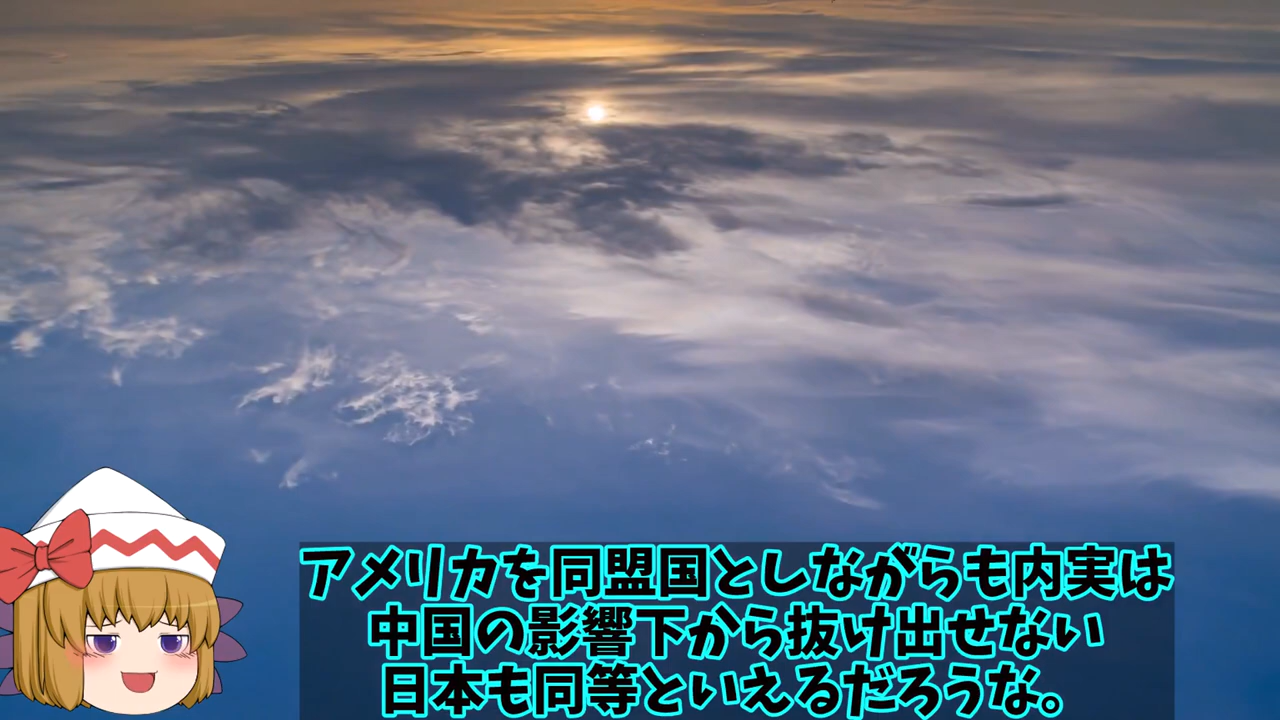 アメリカを同盟国としながらも内実は
中国の影響下から抜け出せない
日本も同等といえるだろうな。